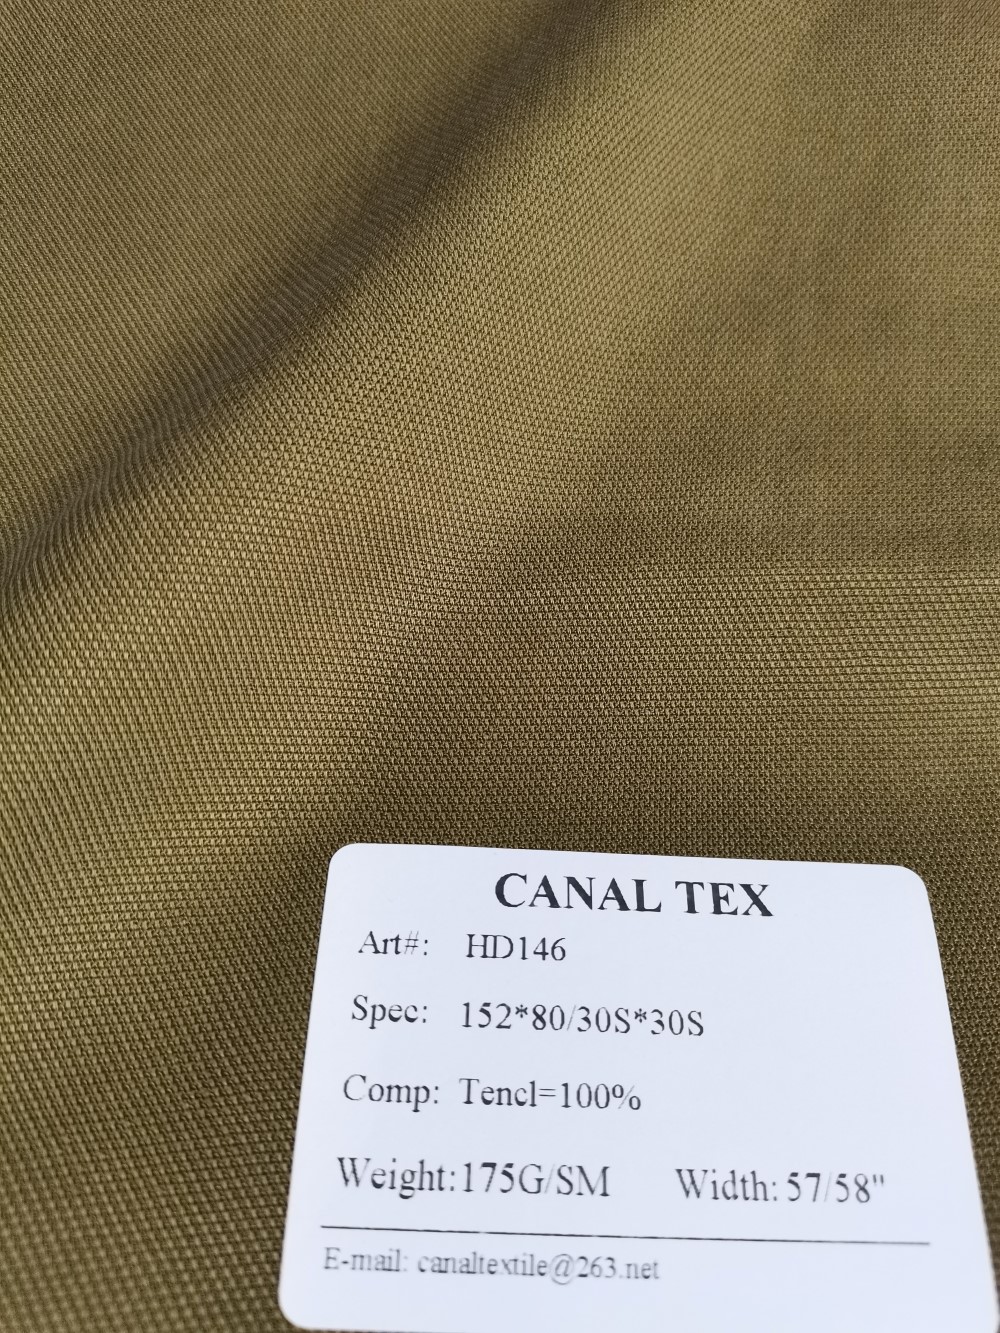 CANAL TEX
Art#: HD146
Spec: 152*80/30S*30S
Comp: Tencl=100%
Weight:175G/SM Width: 57/58"
E-mail: canaltextile@263.net